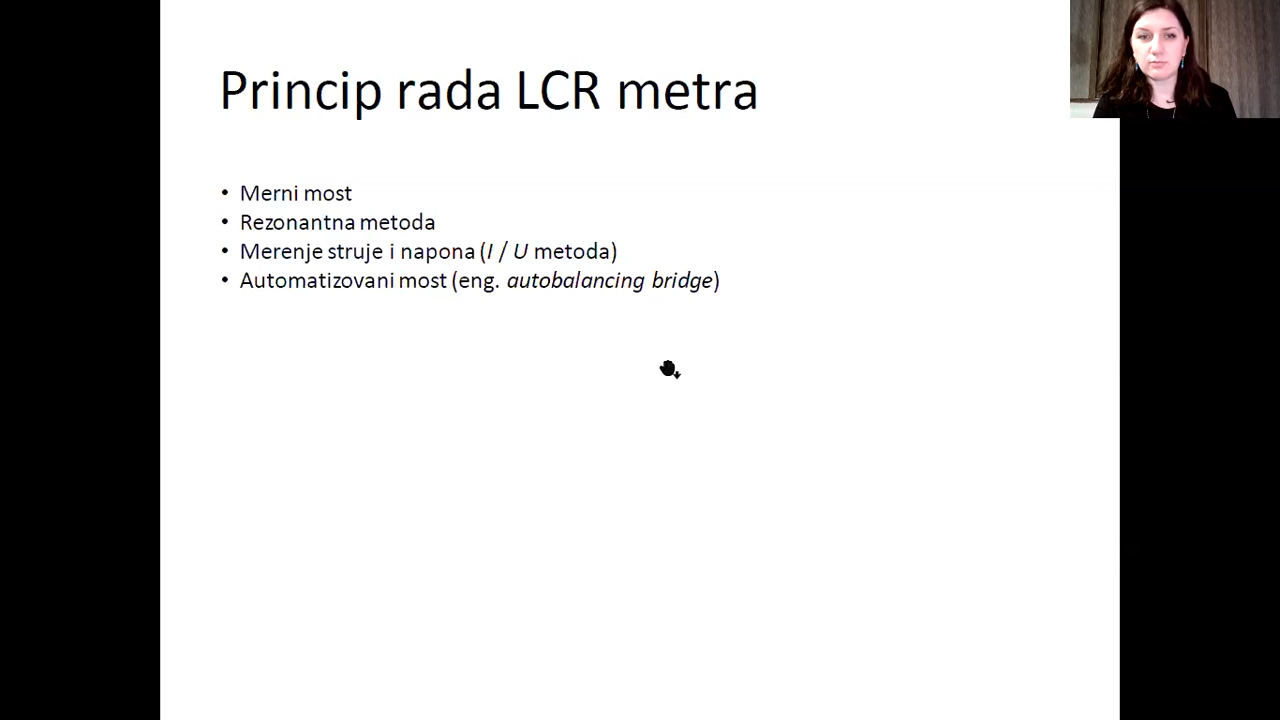 Princip rada LCR metra
• Merni most
• Rezonantna metoda
• Merenje struje i napona (I / U metoda)
• Automatizovani most (eng. autobalancing bridge)